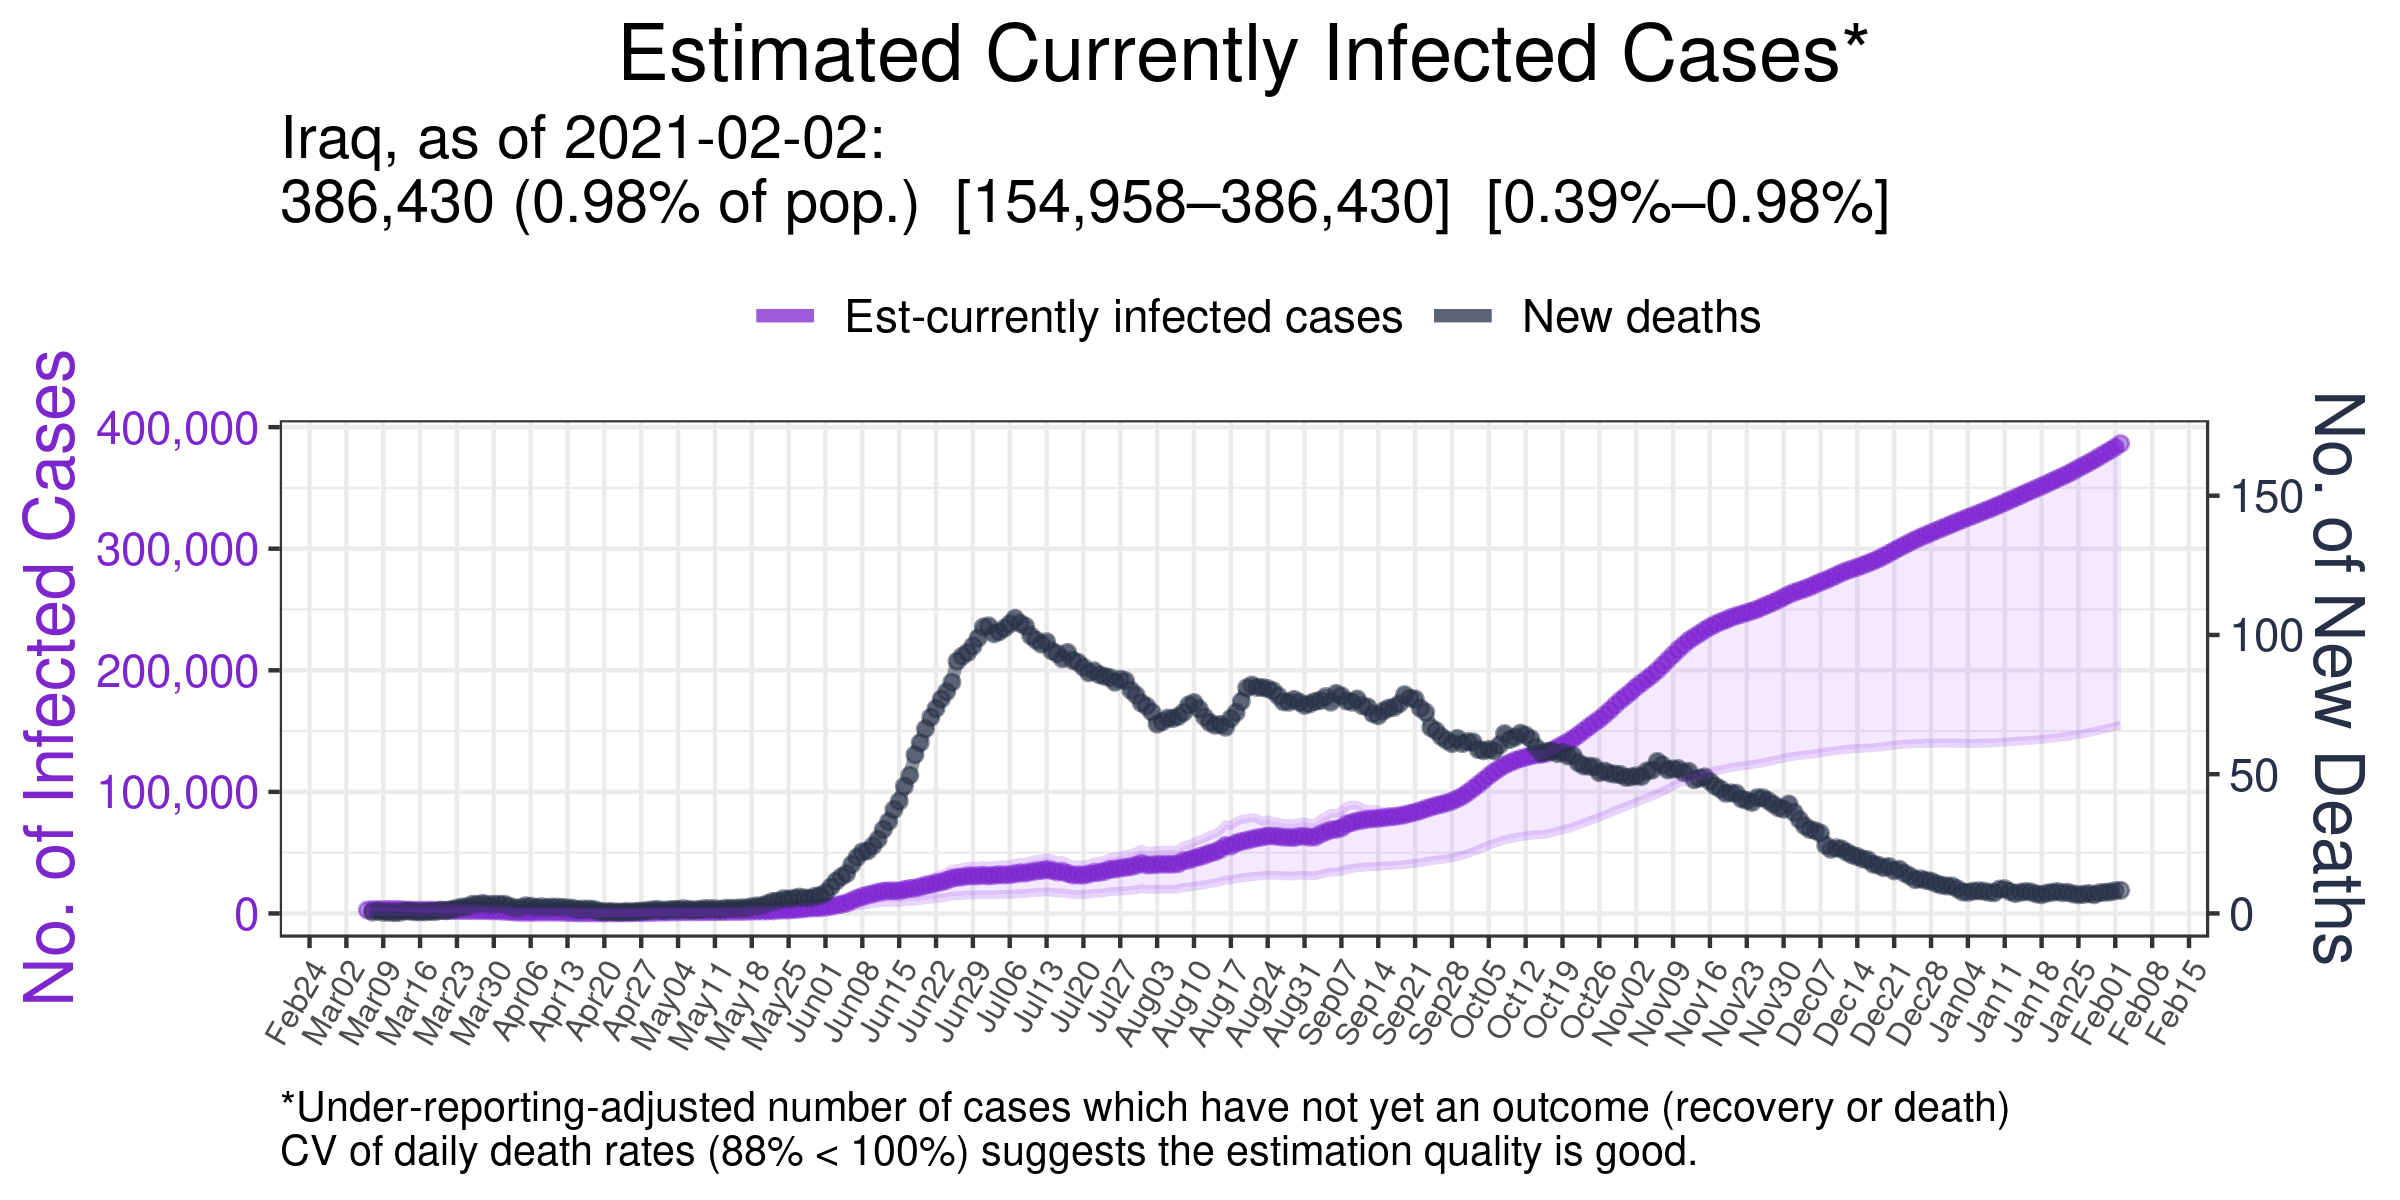 Estimated Currently Infected Cases*
Iraq, as of 2021-02-02:
386,430 (0.98% of pop.) [154,958–386,430] [0.39%–0.98%]
Est-currently infected cases
New deaths
No. of Infected Cases
400,000
300,000
200,000
100,000
0
No. of New Deaths
150
100
50
0
Feb24
Mar02
Mar09
Mar16
Mar23
Mar30
Apr06
Apr13
Apr20
Apr27
May04
May11
May18
May25
Jun01
Jun08
Jun15
Jun22
Jun29
Jul06
Jul13
Jul20
Jul27
Aug03
Aug10
Aug17
Aug24
Aug31
Sep07
Sep14
Sep21
Sep28
Oct05
Oct12
Oct19
Oct26
Nov02
Nov09
Nov16
Nov23
Nov30
Dec07
Dec14
Dec21
Dec28
Jan04
Jan11
Jan18
Jan25
Feb01
Feb08
Feb15
*Under-reporting-adjusted number of cases which have not yet an outcome (recovery or death)
CV of daily death rates (88% < 100%) suggests the estimation quality is good.